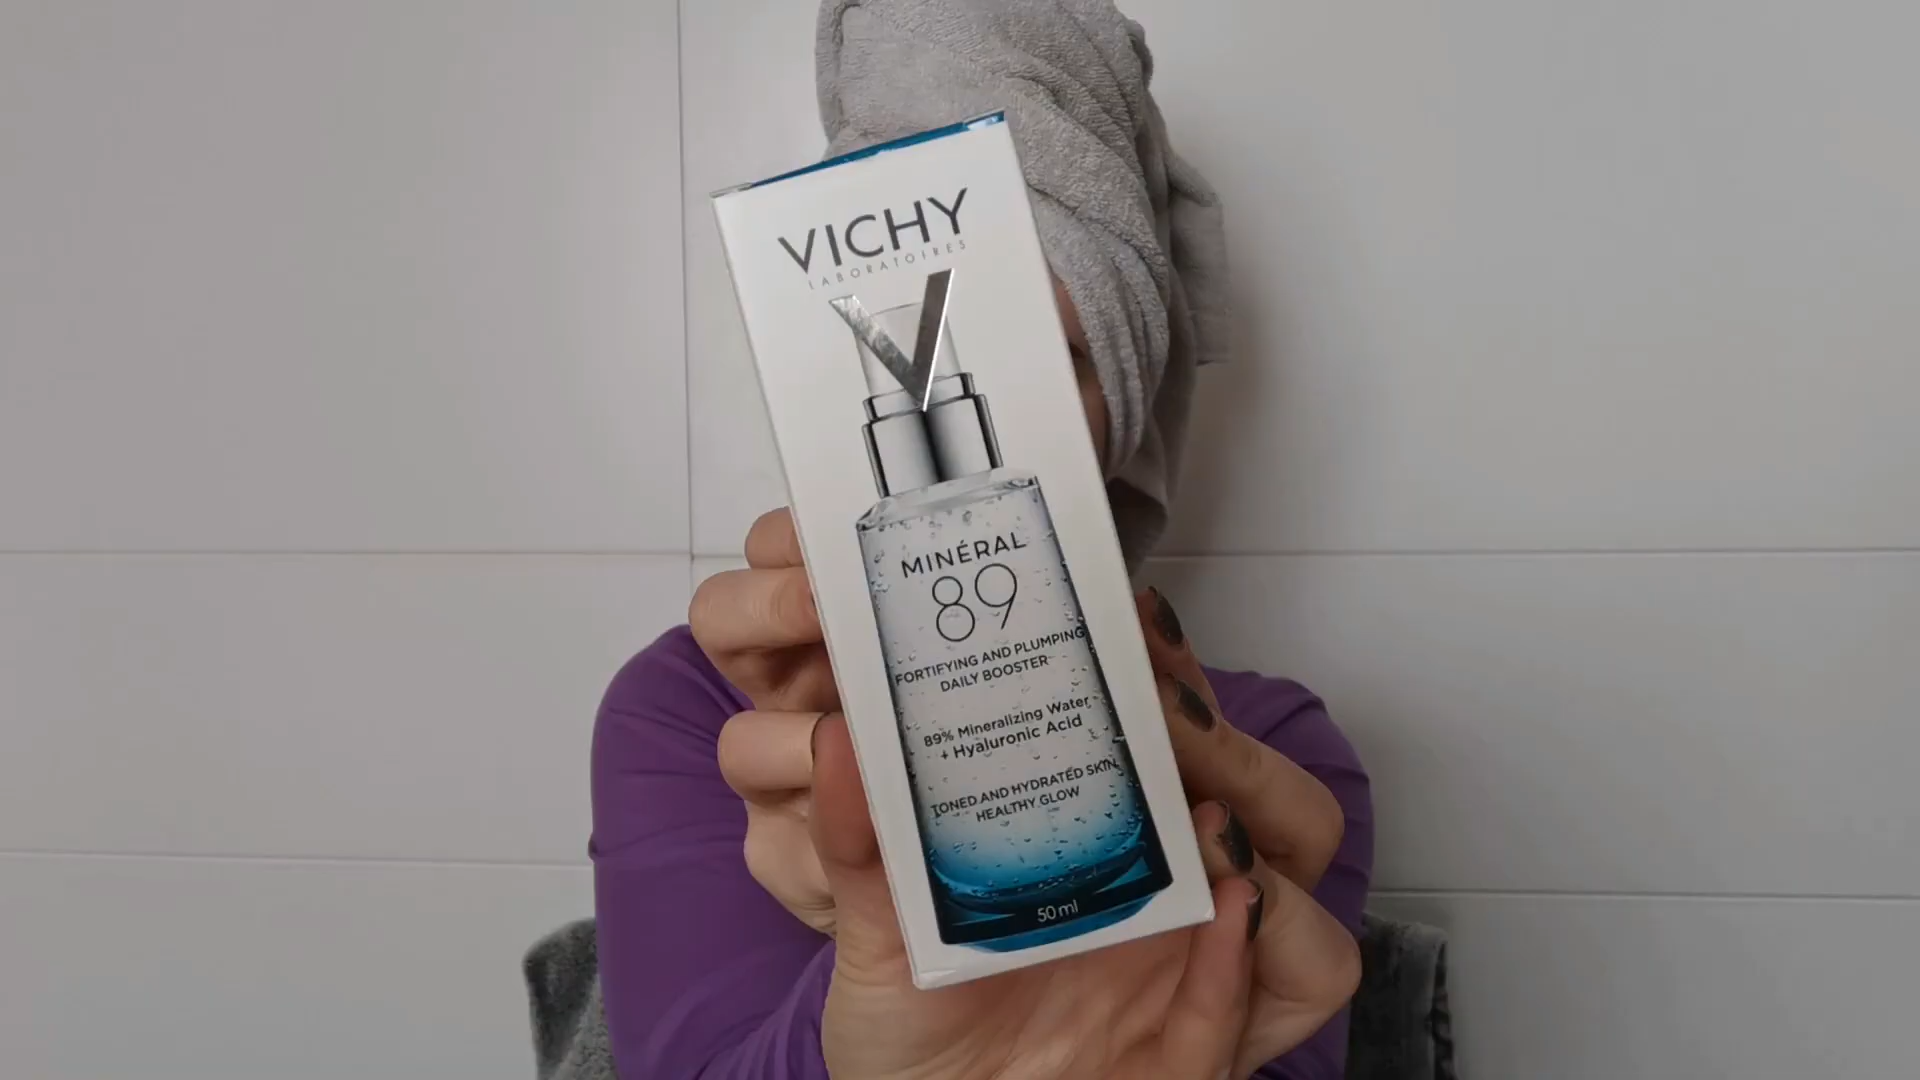 VICHY
LABORATOIRES
MINÉRAL
89
FORTIFYING AND PLUMPING
DAILY BOOSTER
89% Mineralizing Water
+ Hyaluronic Acid
TONED AND HYDRATED SKIN,
HEALTHY GLOW
50 ml